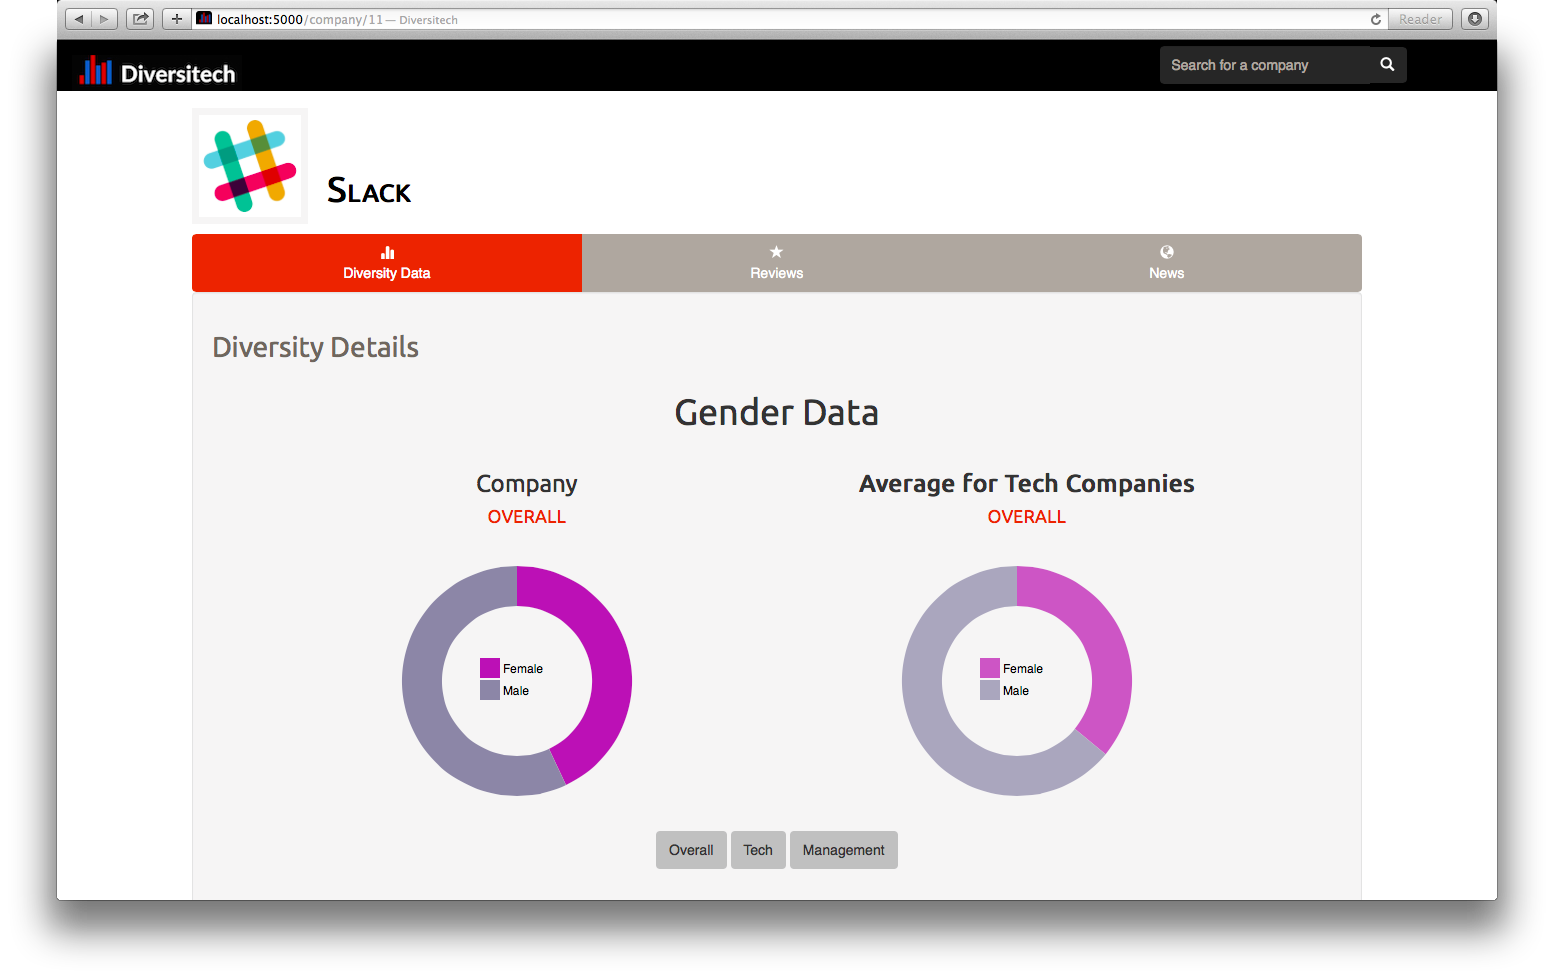 localhost:5000/company/11 — Diversitech
Reader
Diversitech
Search for a company
Slack
Diversity Data
Reviews
News
Diversity Details
Gender Data
Company
OVERALL
Average for Tech Companies
OVERALL
Female
Male
Female
Male
Overall
Tech
Management